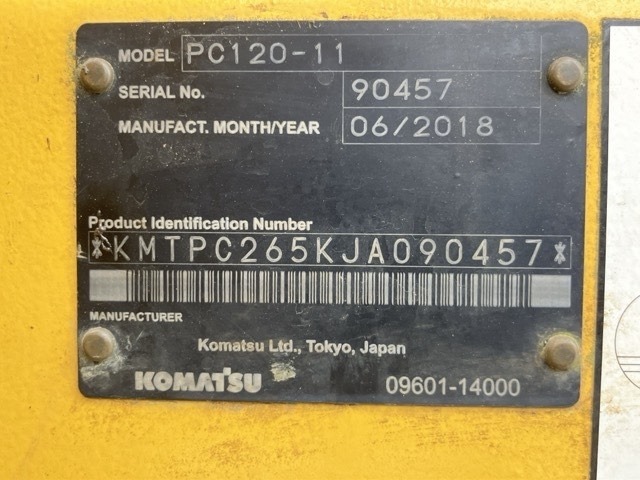 MODEL PC120-11
SERIAL No. 90457
MANUFACT. MONTH/YEAR 06/2018
Product Identification Number
*KMTPC265KJA090457*
MANUFACTURER
Komatsu Ltd., Tokyo, Japan
KOMATSU 09601-14000